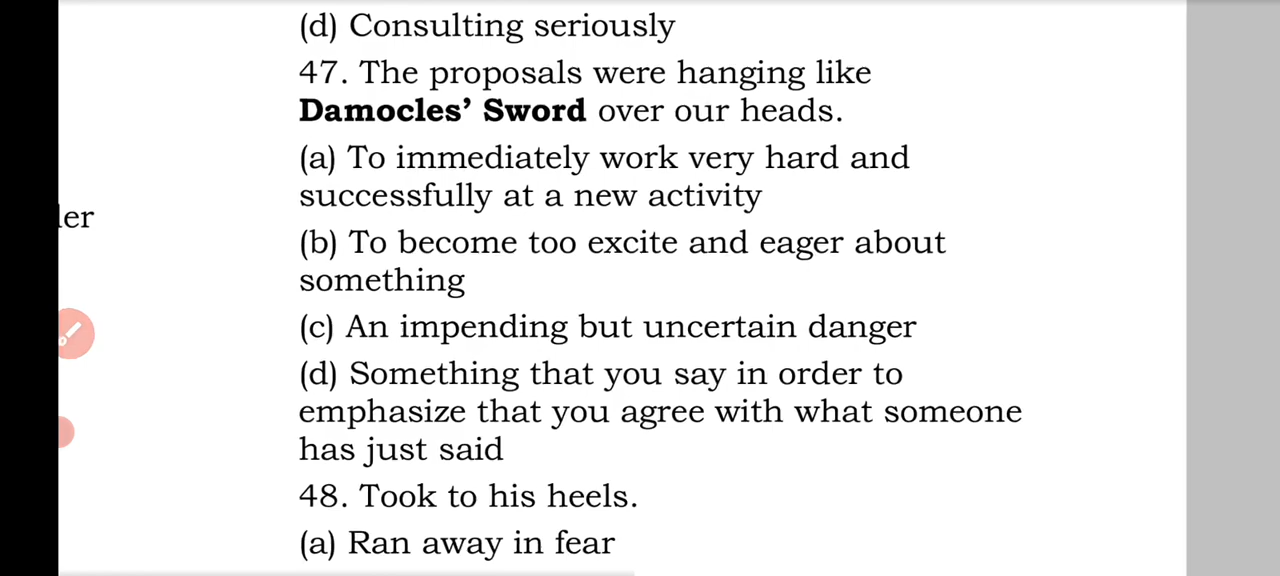 (d) Consulting seriously
47. The proposals were hanging like
Damocles' Sword over our heads.
(a) To immediately work very hard and
successfully at a new activity
(b) To become too excite and eager about
something
(c) An impending but uncertain danger
(d) Something that you say in order to
emphasize that you agree with what someone
has just said
48. Took to his heels.
(a) Ran away in fear